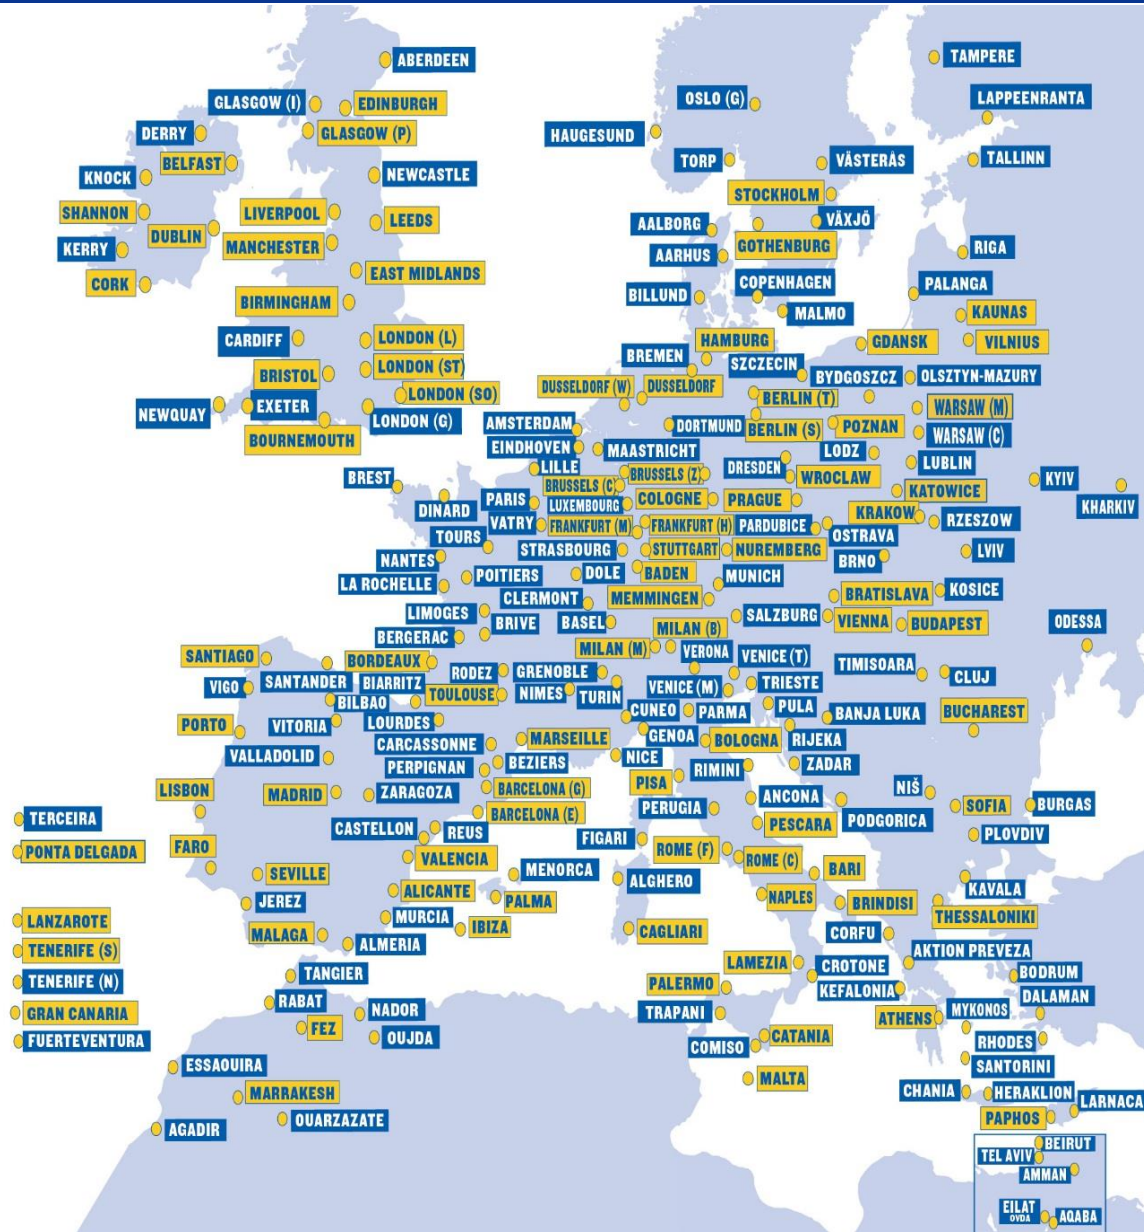 ABERDEEN
TAMPERE
GLASGOW (I)
EDINBURGH
OSLO (G)
LAPPEENRANTA
DERRY
GLASGOW (P)
HAUGESUND
BELFAST
TORP
VÄSTERÅS
TALLINN
KNOCK
NEWCASTLE
STOCKHOLM
SHANNON
LIVERPOOL
LEEDS
AALBORG
VÄXJÖ
DUBLIN
MANCHESTER
GOTHENBURG
KERRY
AARHUS
RIGA
CORK
EAST MIDLANDS
BILLUND
COPENHAGEN
PALANGA
BIRMINGHAM
MALMO
KAUNAS
CARDIFF
LONDON (L)
HAMBURG
GDANSK
VILNIUS
BREMEN
SZCZECIN
BRISTOL
LONDON (ST)
BYDGOSZCZ
OLSZTYN-MAZURY
DUSSELDORF (W)
DUSSELDORF
LONDON (SO)
BERLIN (T)
WARSAW (M)
NEWQUAY
EXETER
LONDON (G)
AMSTERDAM
DORTMUND
BERLIN (S)
POZNAN
WARSAW (C)
BOURNEMOUTH
EINDHOVEN
MAASTRICHT
LODZ
LILLE
DRESDEN
LUBLIN
BREST
BRUSSELS (C)
BRUSSELS (Z)
WROCLAW
KYIV
DINARD
PARIS
LUXEMBOURG
COLOGNE
PRAGUE
KATOWICE
KHARKIV
VATRY
FRANKFURT (M)
FRANKFURT (H)
PARDUBICE
KRAKOW
RZESZOW
TOURS
OSTRAVA
NANTES
STRASBOURG
STUTTGART
NUREMBERG
BRNO
LVIV
LA ROCHELLE
POITIERS
DOLE
BADEN
MUNICH
CLERMONT
MEMMINGEN
BRATISLAVA
KOSICE
LIMOGES
BRIVE
BASEL
SALZBURG
VIENNA
BUDAPEST
BERGERAC
MILAN (B)
ODESSA
SANTIAGO
BORDEAUX
MILAN (M)
VERONA
VENICE (T)
TIMISOARA
SANTANDER
BIARRITZ
RODEZ
GRENOBLE
CLUJ
VIGO
BILBAO
TOULOUSE
NIMES
TURIN
VENICE (M)
TRIESTE
PORTO
VITORIA
LOURDES
CUNEO
PARMA
PULA
BANJA LUKA
BUCHAREST
VALLADOLID
CARCASSONNE
MARSEILLE
GENOA
BOLOGNA
RIJEKA
PERPIGNAN
BEZIERS
NICE
RIMINI
ZADAR
LISBON
MADRID
ZARAGOZA
BARCELONA (G)
PISA
ANCONA
NIŠ
TERCEIRA
CASTELLON
REUS
BARCELONA (E)
PERUGIA
PESCARA
PODGORICA
SOFIA
BURGAS
PONTA DELGADA
FARO
VALENCIA
FIGARI
ROME (F)
ROME (C)
PLOVDIV
SEVILLE
MENORCA
ALGHERO
BARI
KAVALA
JEREZ
ALICANTE
PALMA
NAPLES
BRINDISI
THESSALONIKI
LANZAROTE
MALAGA
MURCIA
IBIZA
CAGLIARI
CORFU
TENERIFE (S)
ALMERIA
LAMEZIA
AKTION PREVEZA
TENERIFE (N)
TANGIER
PALERMO
CROTONE
KEFALONIA
BODRUM
GRAN CANARIA
RABAT
NADOR
TRAPANI
ATHENS
MYKONOS
DALAMAN
FUERTEVENTURA
FEZ
OUJDA
COMISO
CATANIA
RHODES
ESSAOUIRA
MALTA
SANTORINI
MARRAKESH
CHANIA
HERAKLION
LARNACA
AGADIR
OUARZAZATE
PAPHOS
BEIRUT
TEL AVIV
AMMAN
EILAT
OVDA
AQABA